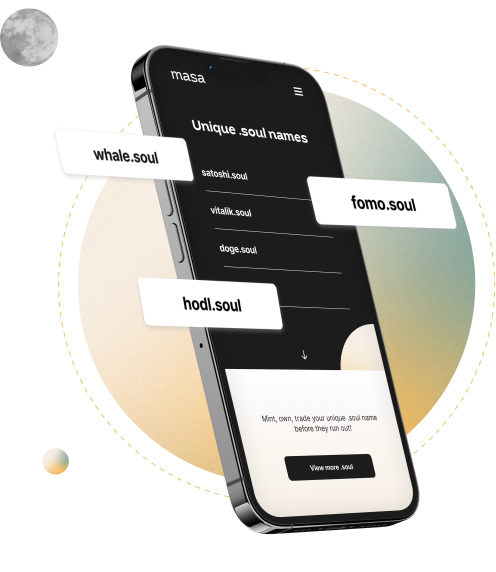 masa
Unique .soul names
whale.soul
satoshi.soul
fomo.soul
vitalik.soul
doge.soul
hodl.soul
Mint, own, trade your unique .soul name
before they run out!
View more .soul